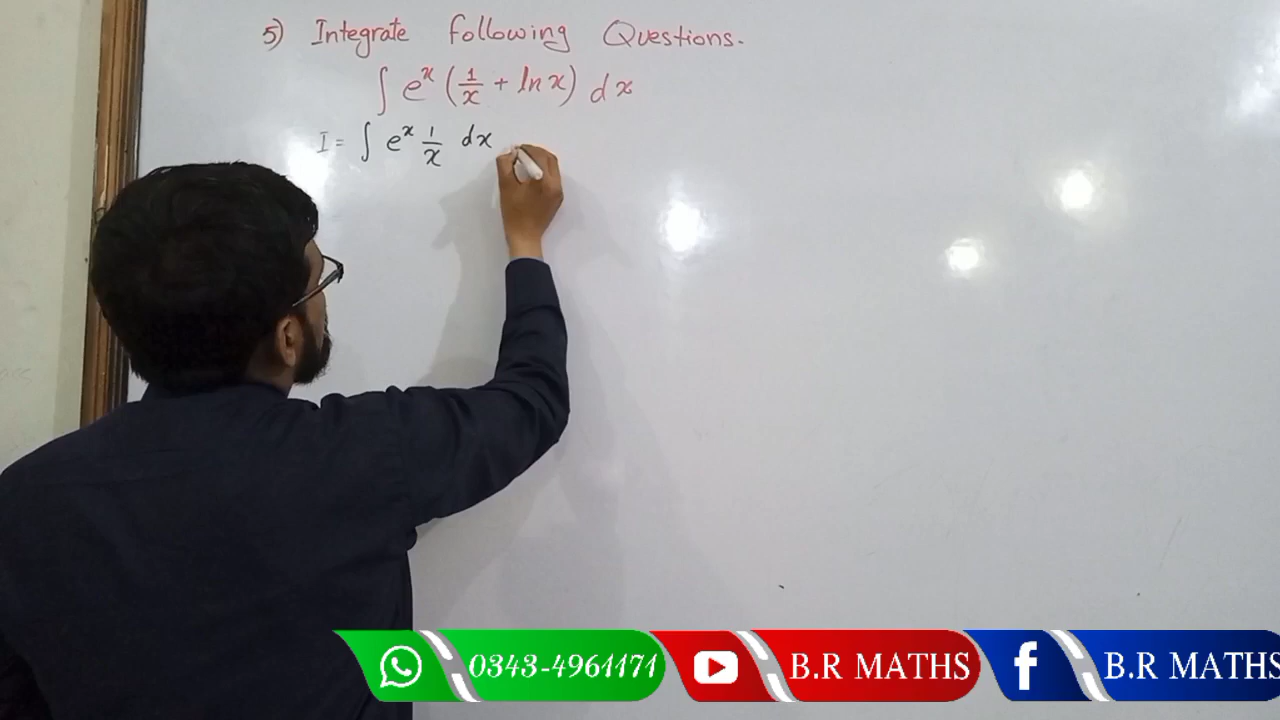 5) Integrate following Questions.
∫ e^x (1/x + ln x) dx
I = ∫ e^x 1/x dx
0343-4961171 B.R MATHS B.R MATHS